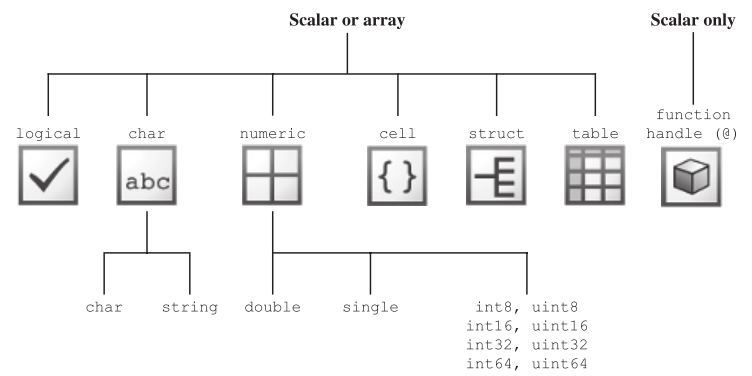 Scalar or array
Scalar only
logical
char
numeric
cell
struct
table
function
handle (@)
abc
{ }
char
string
double
single
int8, uint8
int16, uint16
int32, uint32
int64, uint64